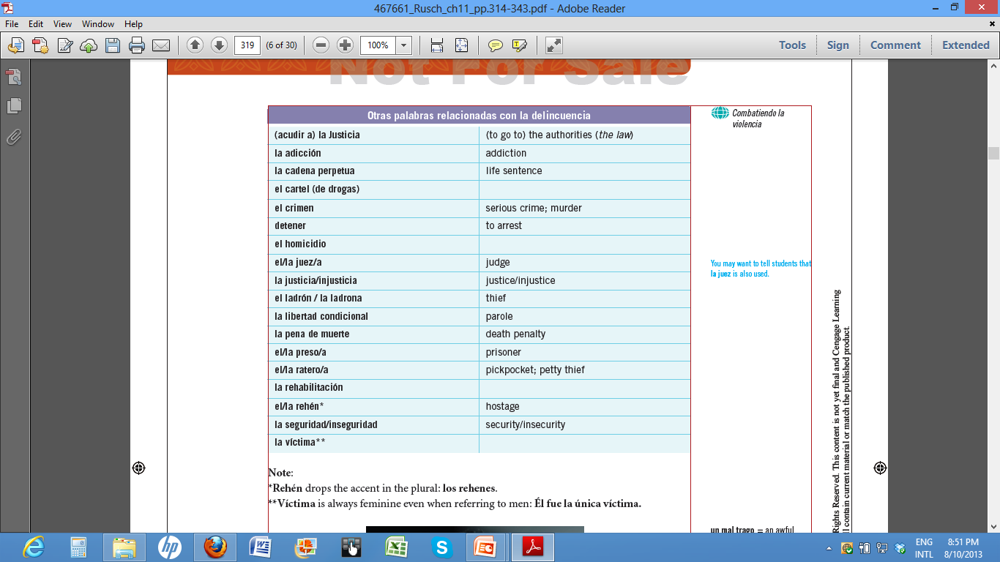 467661_Rusch_ch11_pp.314-343.pdf - Adobe Reader
File Edit View Window Help
319 (6 of 30) 100% Tools Sign Comment Extended
Not For Sale
Otras palabras relacionadas con la delincuencia
(acudir a) la Justicia (to go to) the authorities (the law)
la adicción addiction
la cadena perpetua life sentence
el cartel (de drogas)
el crimen serious crime; murder
detener to arrest
el homicidio
el/la juez/a judge
la justicia/injusticia justice/injustice
el ladrón / la ladrona thief
la libertad condicional parole
la pena de muerte death penalty
el/la preso/a prisoner
el/la ratero/a pickpocket; petty thief
la rehabilitación
el/la rehén* hostage
la seguridad/inseguridad security/insecurity
la víctima**
Note:
*Rehén drops the accent in the plural: los rehenes.
**Víctima is always feminine even when referring to men: Él fue la única víctima.
Combatiendo la
violencia
You may want to tell students that
la juez is also used.
un mal trago = an awful
Rights Reserved. This content is not yet final and Cengage Learning
l contain current material or match the published product.
hp
ENG 8:51 PM
INTL 8/10/2013